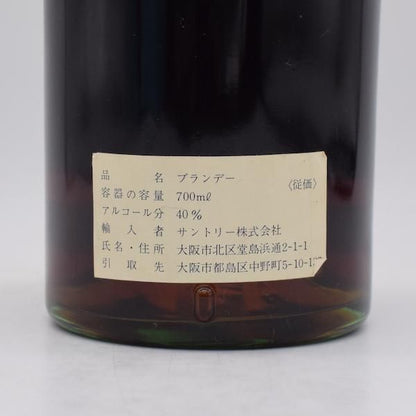 品名 ブランデー 〈従価〉
容器の容量 700mℓ
アルコール分 40%
輸入者 サントリー株式会社
氏名・住所 大阪市北区堂島浜通2-1-1
引取先 大阪市都島区中野町5-10-